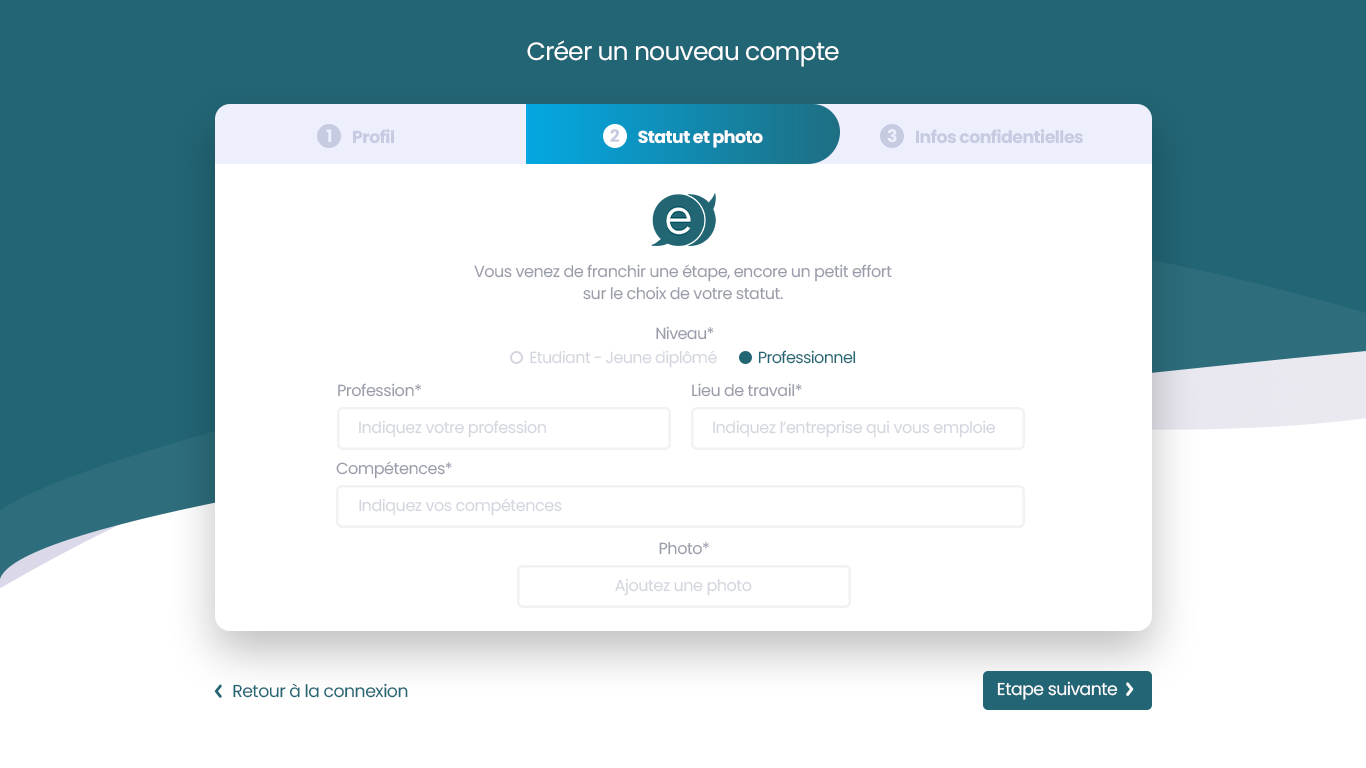 Créer un nouveau compte
1 Profil
2 Statut et photo
3 Infos confidentielles
e
Vous venez de franchir une étape, encore un petit effort
sur le choix de votre statut.
Niveau*
Etudiant - Jeune diplômé
Professionnel
Profession*
Lieu de travail*
Indiquez votre profession
Indiquez l’entreprise qui vous emploie
Compétences*
Indiquez vos compétences
Photo*
Ajoutez une photo
Retour à la connexion
Etape suivante